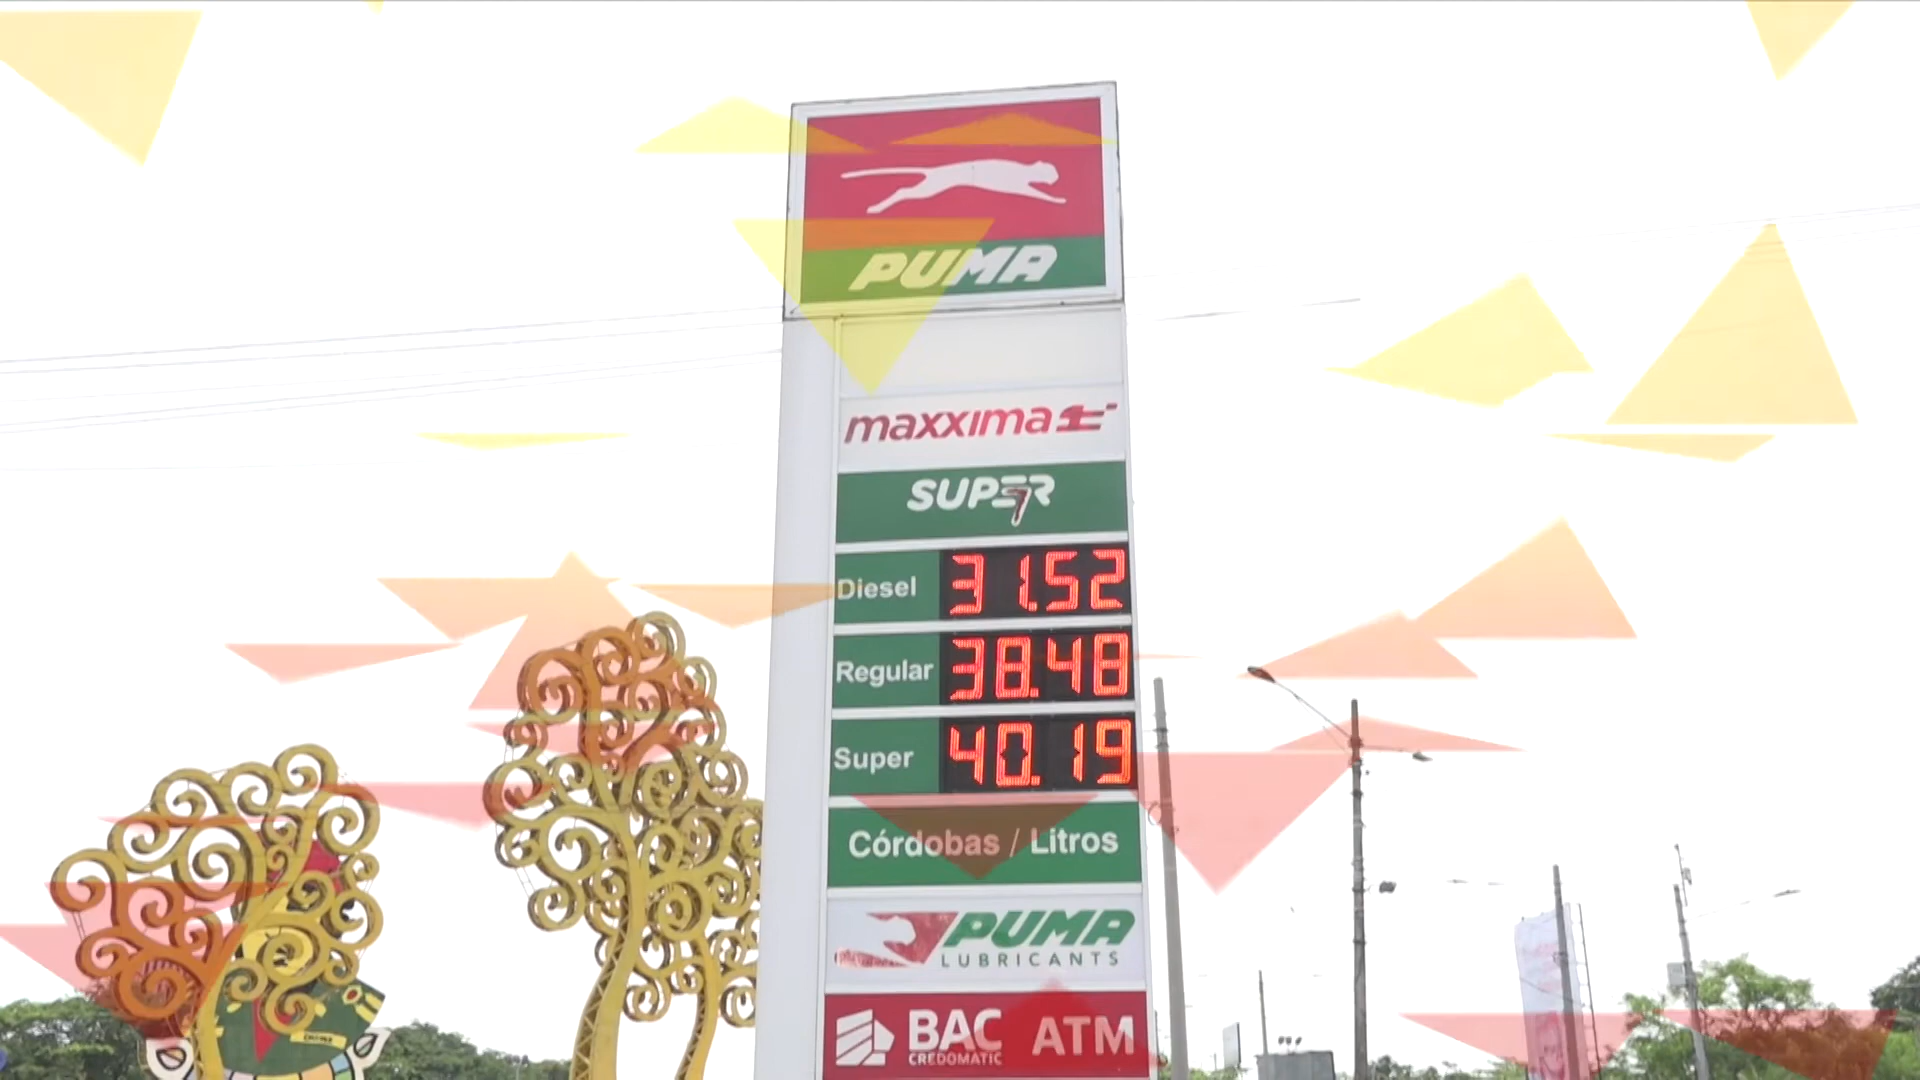 PUMA
maxxima
SUPER 7
Diesel 31.52
Regular 38.48
Super 40.19
Córdobas / Litros
PUMA
LUBRICANTS
BAC ATM
CREDOMATIC